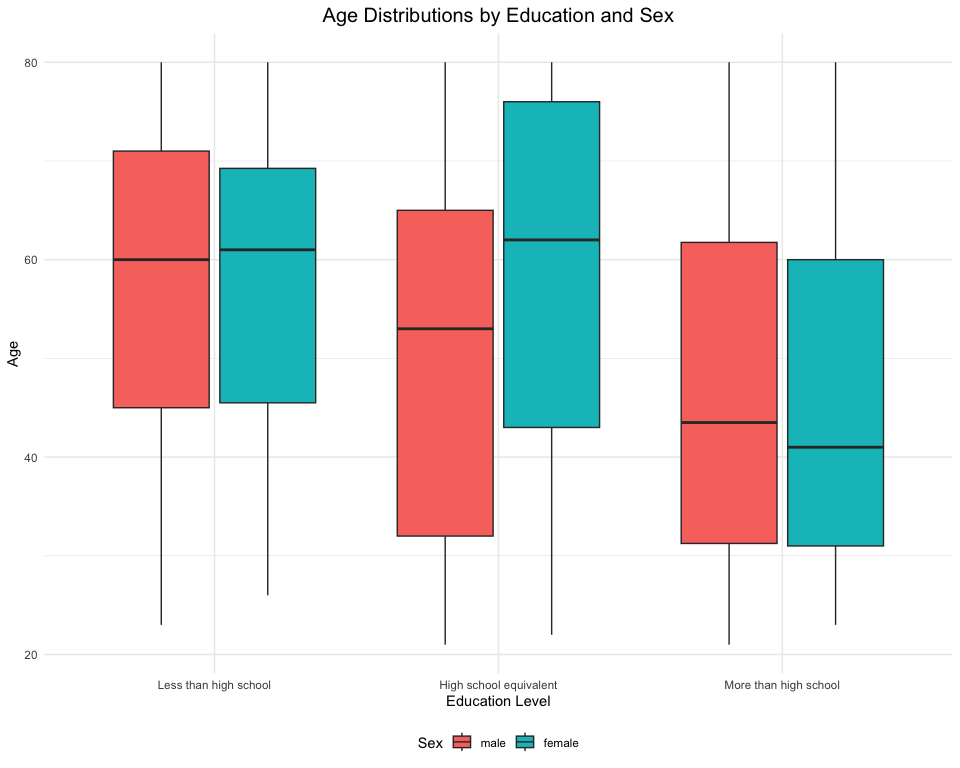 Age Distributions by Education and Sex
Age
80
60
40
20
Less than high school
High school equivalent
More than high school
Education Level
Sex male female